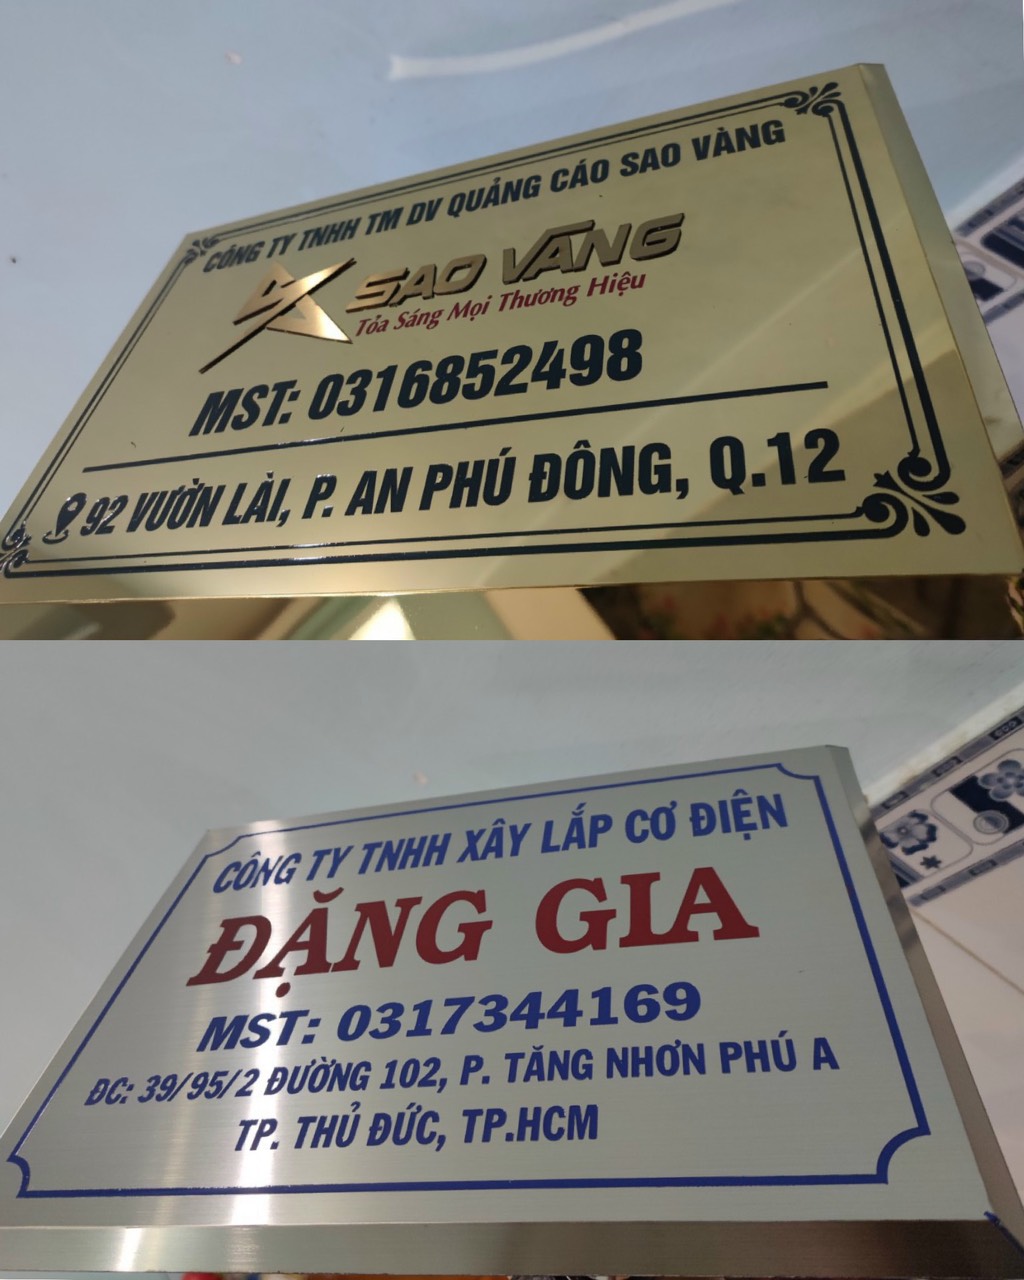 CÔNG TY TNHH TM DV QUẢNG CÁO SAO VÀNG
SAO VÀNG
Tỏa Sáng Mọi Thương Hiệu
MST: 0316852498
92 VƯỜN LÀI, P. AN PHÚ ĐÔNG, Q.12
CÔNG TY TNHH XÂY LẮP CƠ ĐIỆN
ĐẶNG GIA
MST: 0317344169
ĐC: 39/95/2 ĐƯỜNG 102, P. TĂNG NHƠN PHÚ A
TP. THỦ ĐỨC, TP.HCM